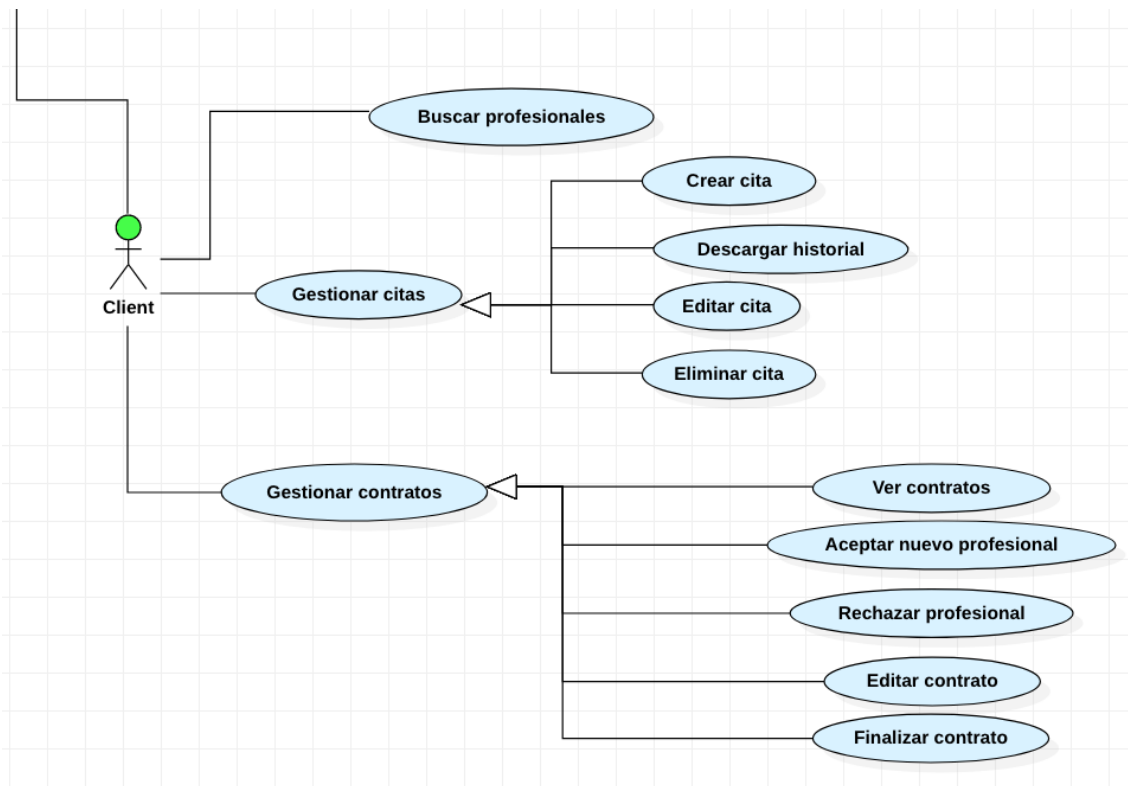 Buscar profesionales
Crear cita
Descargar historial
Gestionar citas
Editar cita
Client
Eliminar cita
Gestionar contratos
Ver contratos
Aceptar nuevo profesional
Rechazar profesional
Editar contrato
Finalizar contrato